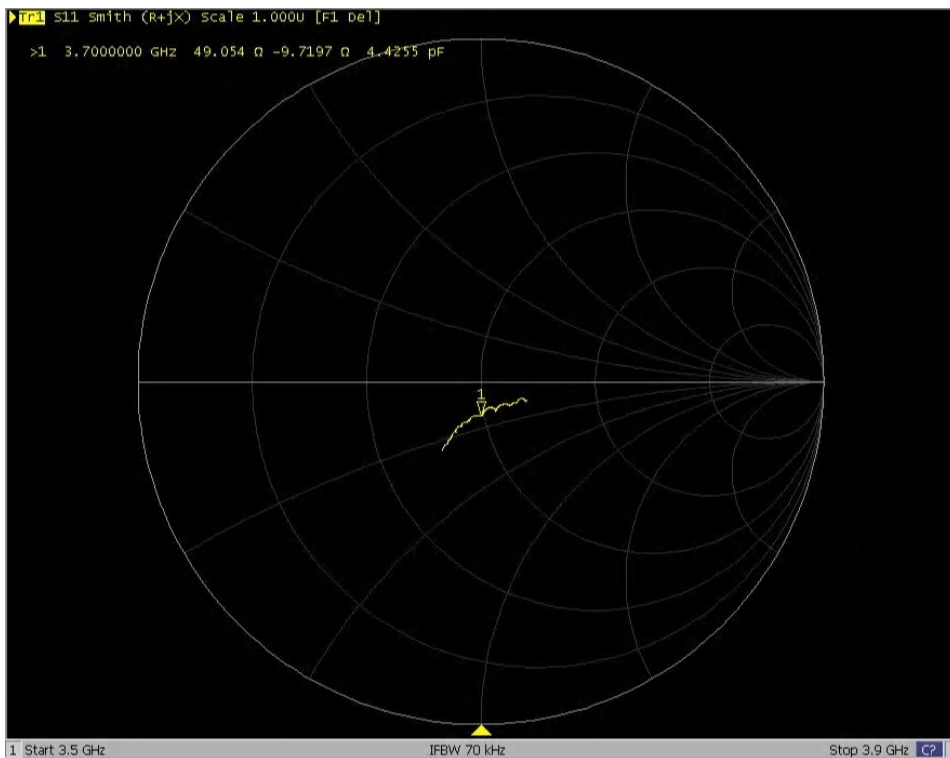 Tr1 S11 Smith (R+jX) Scale 1.000U [F1 Del]
>1 3.7000000 GHz 49.054 Ω -9.7197 Ω 4.4255 pF
1
1 Start 3.5 GHz IFBW 70 kHz Stop 3.9 GHz C?